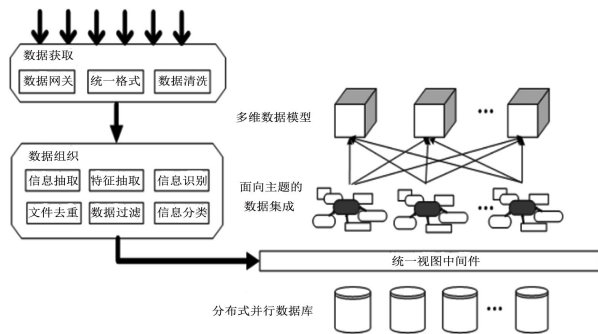 数据获取
数据网关 统一格式 数据清洗
数据组织
信息抽取 特征抽取 信息识别
文件去重 数据过滤 信息分类
多维数据模型
...
面向主题的
数据集成
...
统一视图中间件
分布式并行数据库
...